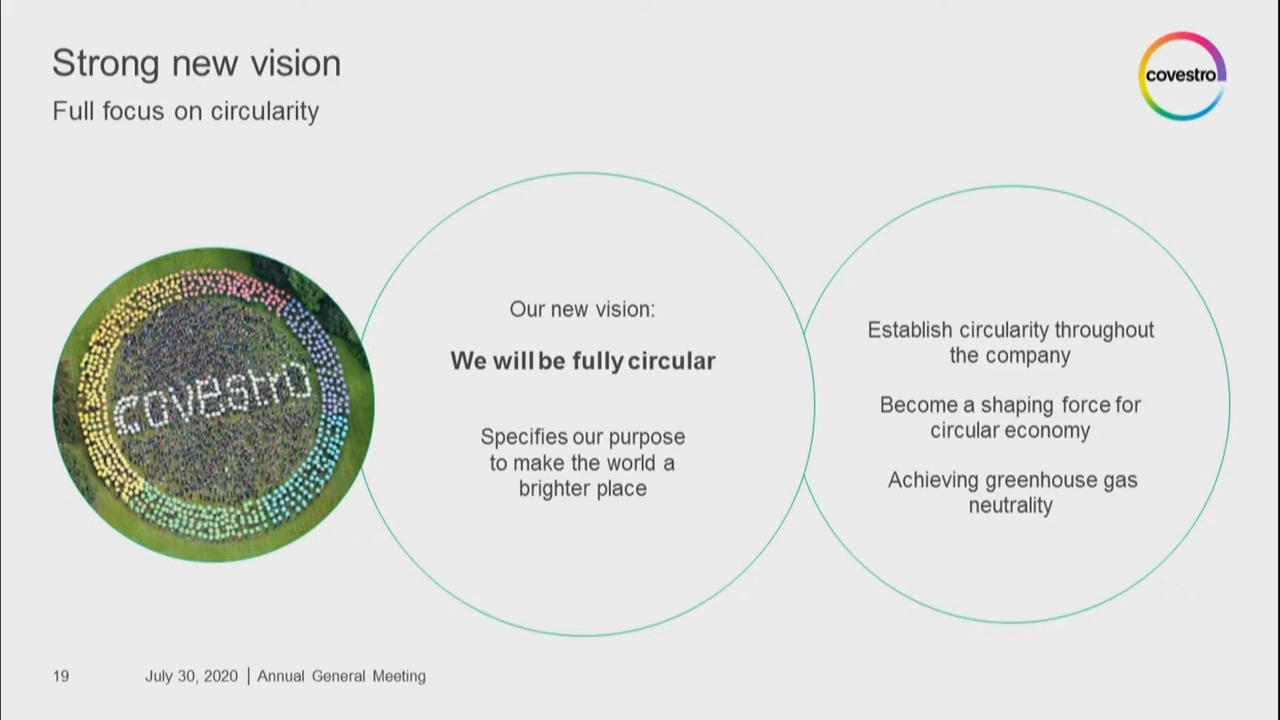 Strong new vision
Full focus on circularity
covestro
covestro
Our new vision:
We will be fully circular
Specifies our purpose
to make the world a
brighter place
Establish circularity throughout
the company
Become a shaping force for
circular economy
Achieving greenhouse gas
neutrality
19
July 30, 2020 | Annual General Meeting